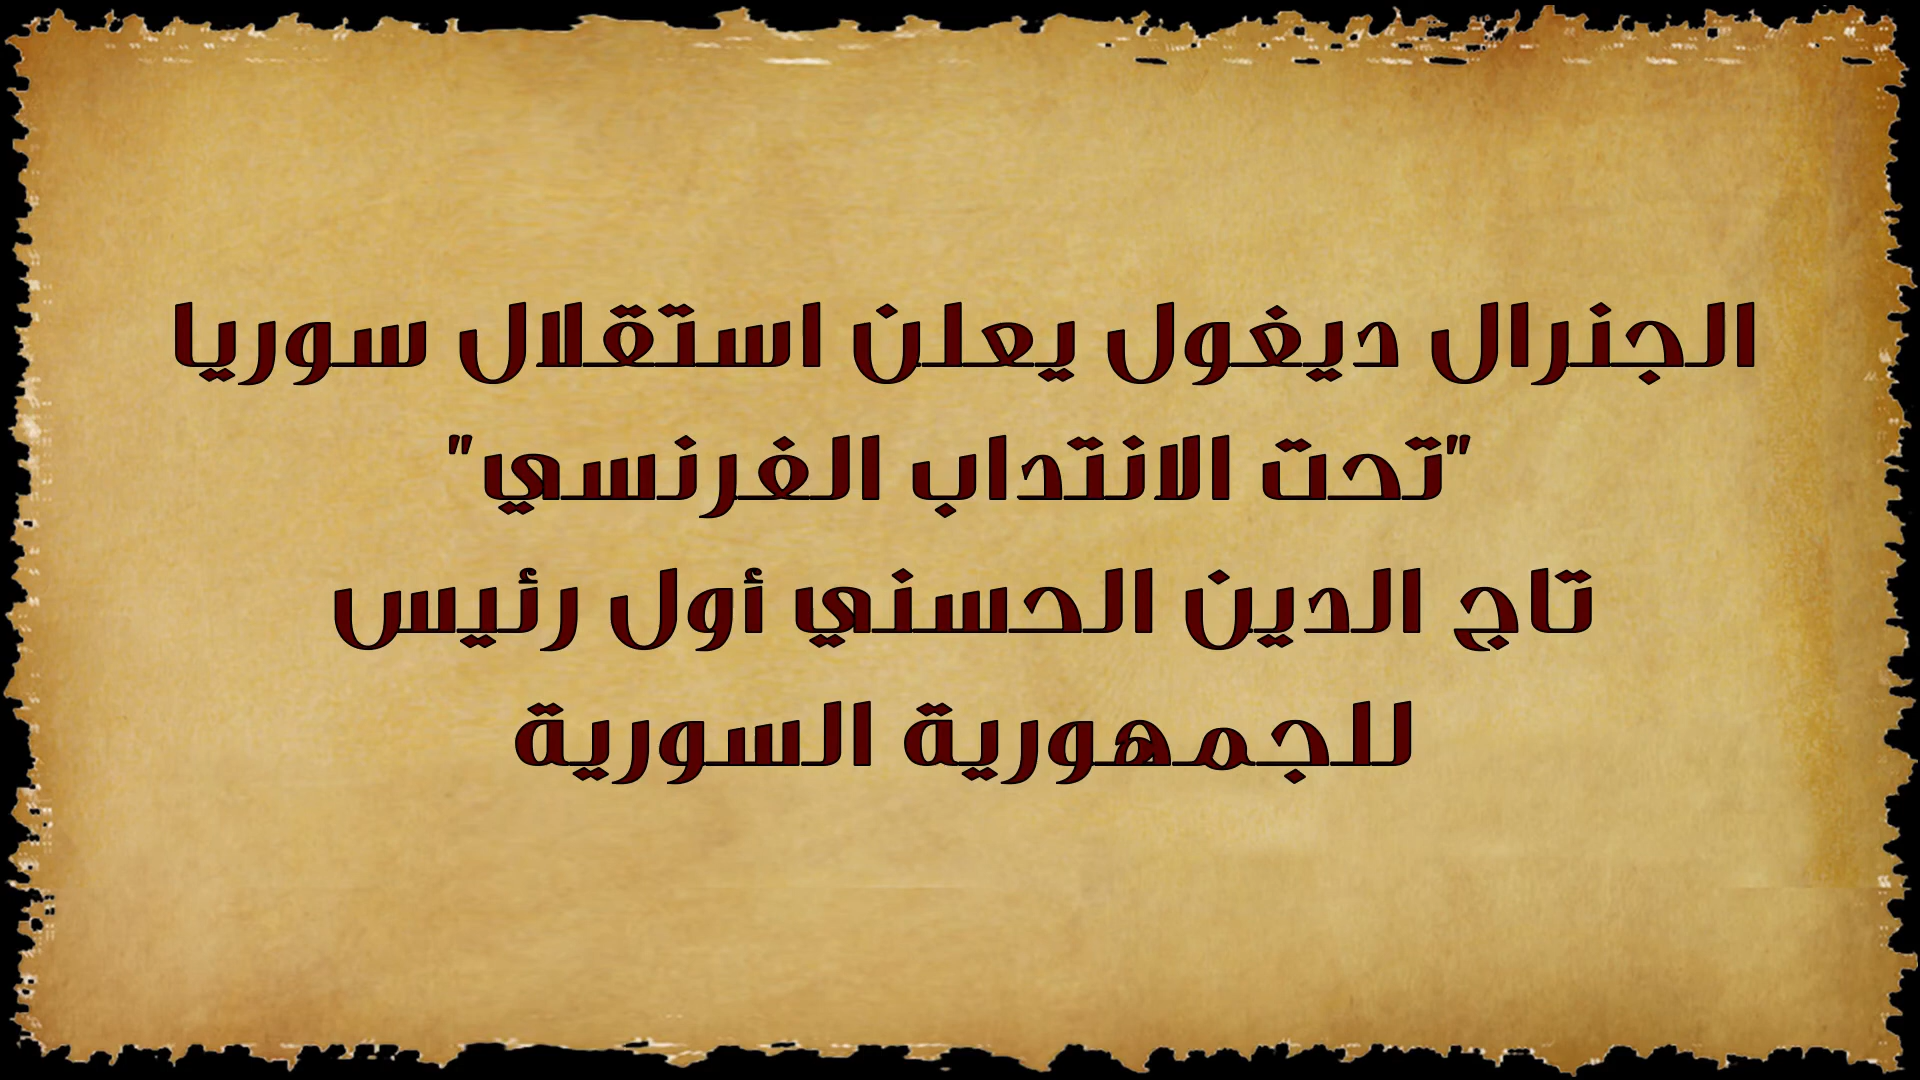 الجنرال ديغول يعلن استقلال سوريا
"تحت الانتداب الفرنسي"
تاج الدين الحسني أول رئيس
للجمهورية السورية